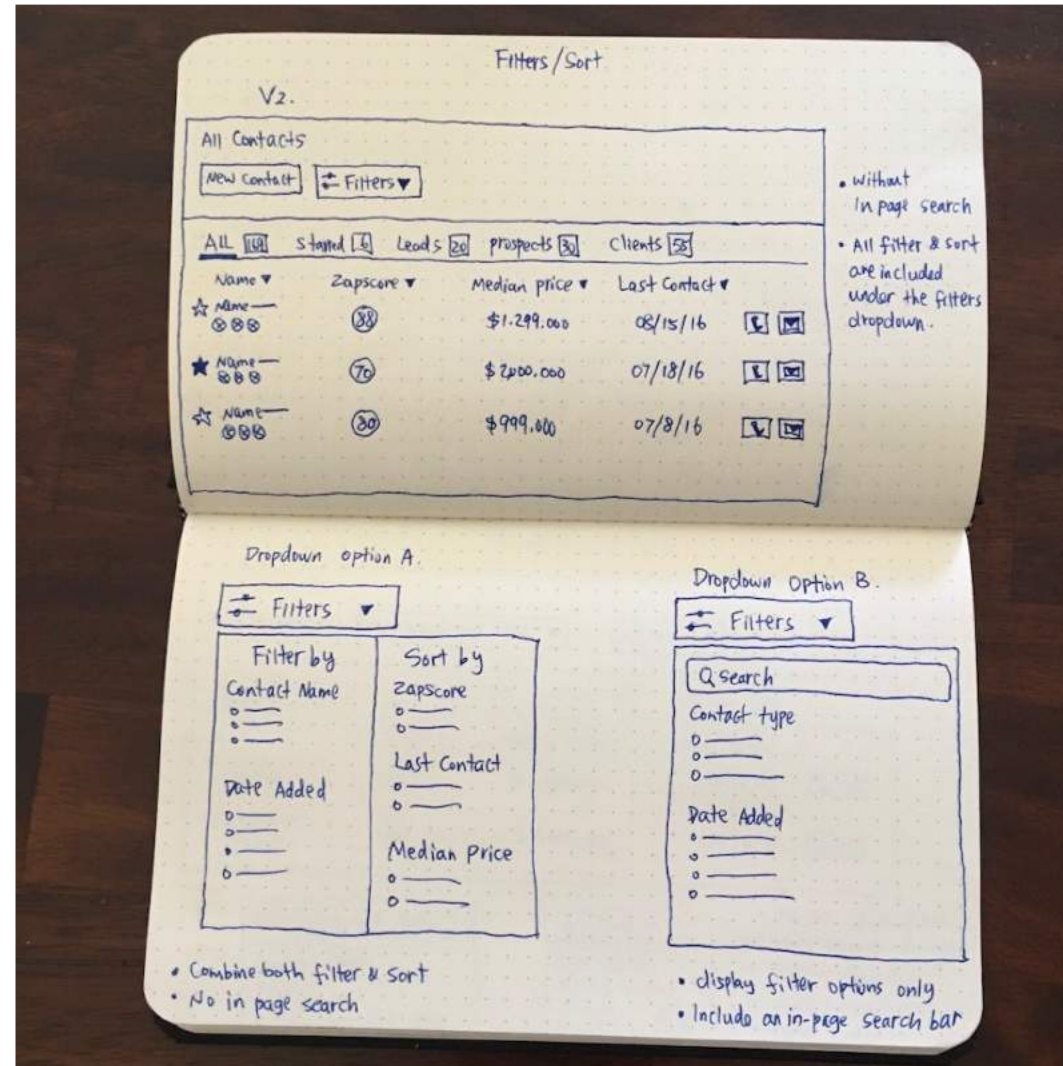 Filters/Sort
V2.
All Contacts
New Contact Filters
All Starred 6 Leads 20 prospects 30 Clients 55
Name Zapscore Median price Last Contact
Name
88 $1.299.000 08/15/16
Name
70 07/18/16
Name
80 $999.000 07/8/16
• without
In page search
• All filter & sort
are included
under the filters
dropdown.
Dropdown option A.
Filters
Filter by
Contact Name
Date Added
Sort by
Zapscore
Last Contact
Median Price
• Combine both filter & sort
• No in page search
Dropdown Option B.
Filters
Search
Contact type
Date Added
• display filter options only
• Include an in-page search bar